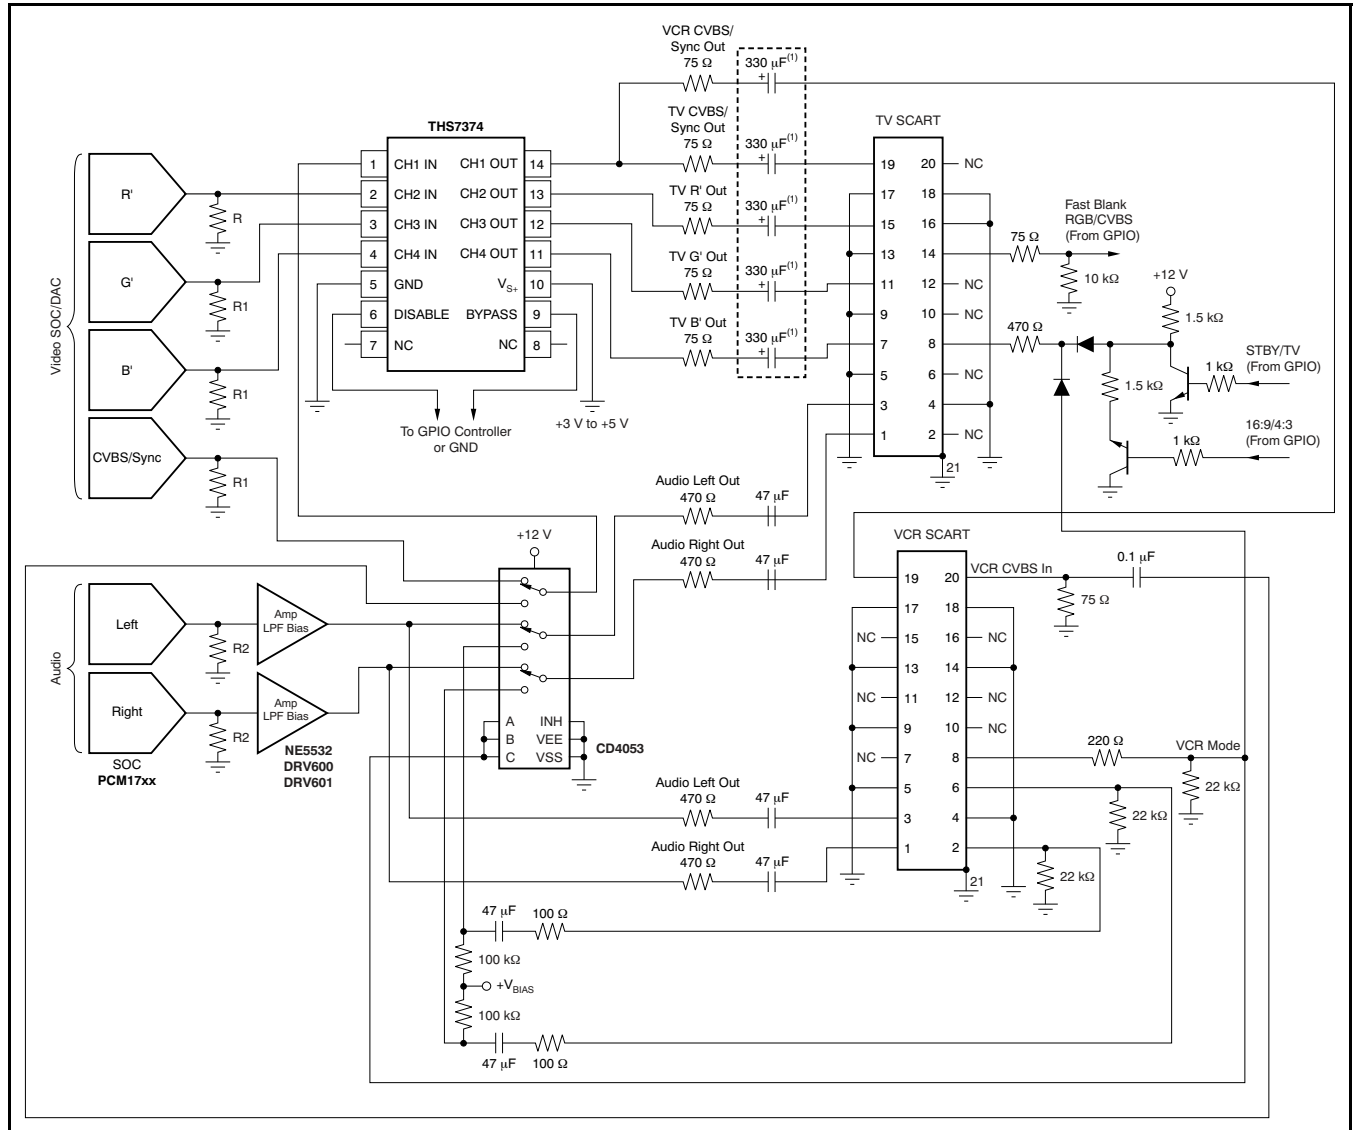 VCR CVBS/
Sync Out
75 Ω
330 µF(1)
+
TV CVBS/
Sync Out
75 Ω
330 µF(1)
+
TV R' Out
75 Ω
330 µF(1)
+
TV G' Out
75 Ω
330 µF(1)
+
TV B' Out
75 Ω
330 µF(1)
+
THS7374
1 CH1 IN CH1 OUT 14
2 CH2 IN CH2 OUT 13
3 CH3 IN CH3 OUT 12
4 CH4 IN CH4 OUT 11
5 GND VS+ 10
6 DISABLE BYPASS 9
7 NC NC 8
To GPIO Controller
or GND
+3 V to +5 V
Video SOC/DAC
R'
R
G'
R1
B'
R1
CVBS/Sync
R1
TV SCART
19 20 NC
17 18
15 16
13 14
11 12 NC
9 10 NC
7 8
5 6 NC
3 4
1 2 NC
21
Fast Blank
RGB/CVBS
(From GPIO)
75 Ω
10 kΩ
+12 V
1.5 kΩ
470 Ω
STBY/TV
(From GPIO)
1 kΩ
1.5 kΩ
16:9/4:3
(From GPIO)
1 kΩ
Audio Left Out
470 Ω
47 µF
Audio Right Out
470 Ω
47 µF
+12 V
A INH
B VEE
C VSS
CD4053
Audio
Left
R2
Amp
LPF Bias
Right
R2
Amp
LPF Bias
SOC
PCM17xx
NE5532
DRV600
DRV601
VCR SCART
19 20 VCR CVBS In
0.1 µF
75 Ω
17 18
NC 15 16 NC
13 14
NC 11 12 NC
9 10 NC
NC 7 8
5 6
3 4
1 2
21
220 Ω
VCR Mode
22 kΩ
22 kΩ
22 kΩ
Audio Left Out
470 Ω
47 µF
Audio Right Out
470 Ω
47 µF
47 µF
100 Ω
100 kΩ
+VBIAS
100 kΩ
47 µF
100 Ω